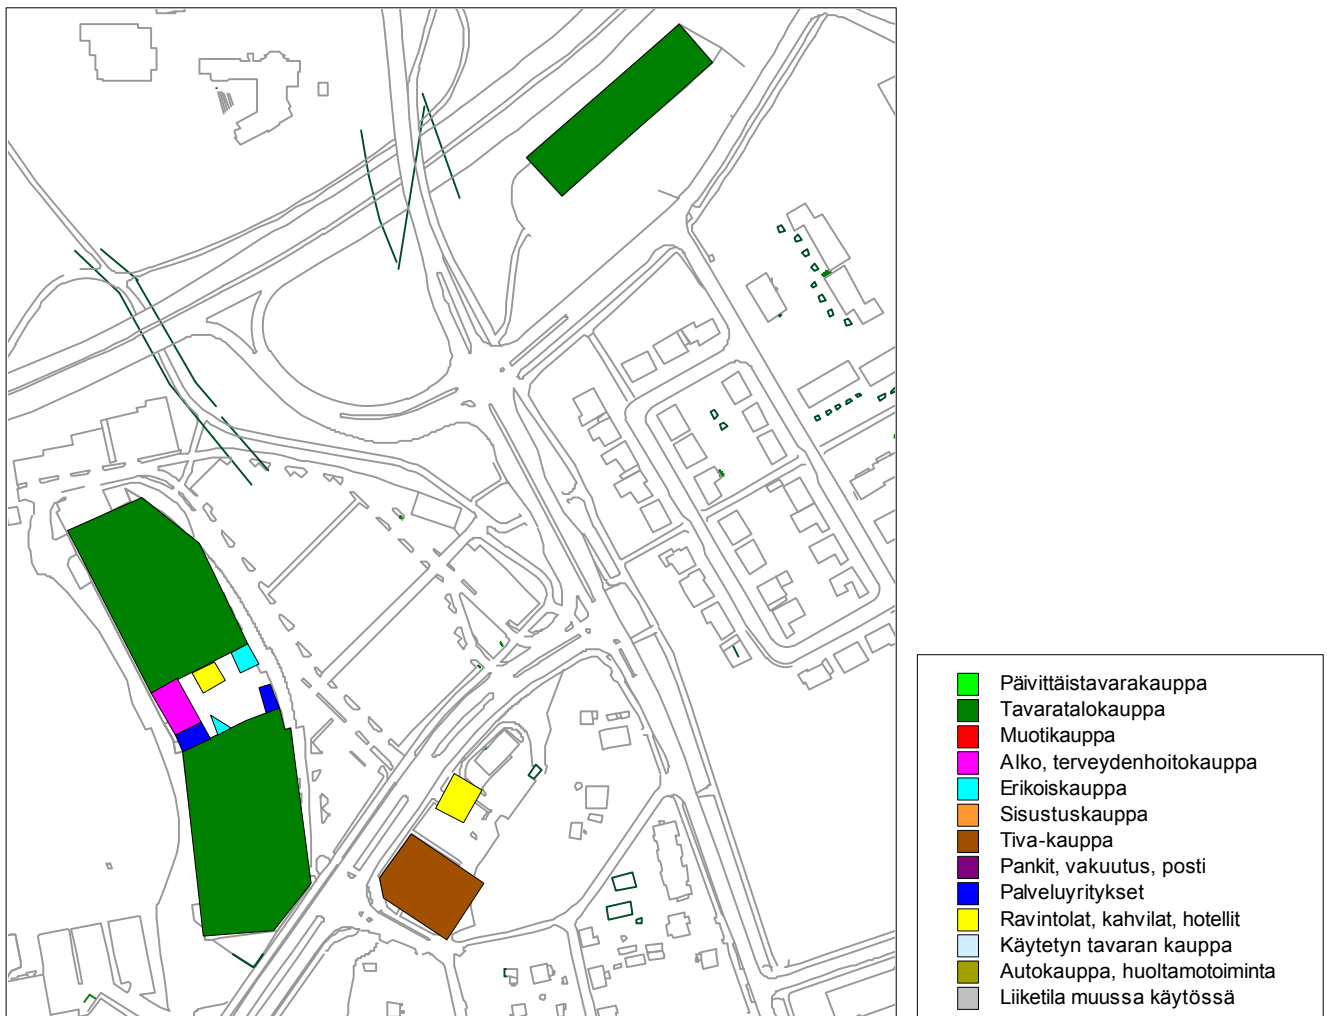 Päivittäistavarakauppa
Tavaratalokauppa
Muotikauppa
Alko, terveydenhoitokauppa
Erikoiskauppa
Sisustuskauppa
Tiva-kauppa
Pankit, vakuutus, posti
Palveluyritykset
Ravintolat, kahvilat, hotellit
Käytetyn tavaran kauppa
Autokauppa, huoltamotoiminta
Liiketila muussa käytössä